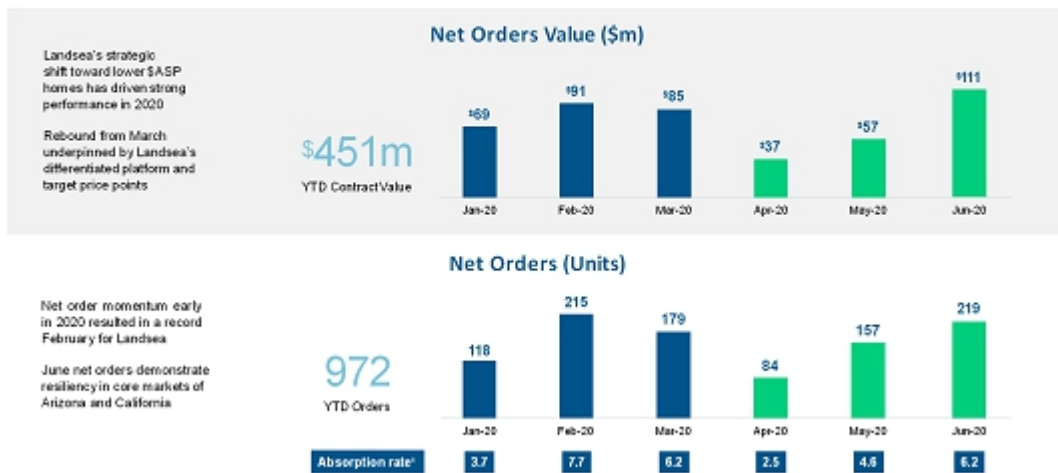 Net Orders Value ($m)
Landsea's strategic
shift toward lower $ASP
homes has driven strong
performance in 2020
Rebound from March
underpinned by Landsea's
differentiated platform and
target price points
$451m
YTD Contract Value
$69
$91
$85
$37
$57
$111
Jan-20
Feb-20
Mar-20
Apr-20
May-20
Jun-20
Net Orders (Units)
Net order momentum early
in 2020 resulted in a record
February for Landsea
June net orders demonstrate
resiliency in core markets of
Arizona and California
972
YTD Orders
118
215
179
84
157
219
Jan-20
Feb-20
Mar-20
Apr-20
May-20
Jun-20
Absorption rate
3.7
7.7
6.2
2.5
4.6
6.2